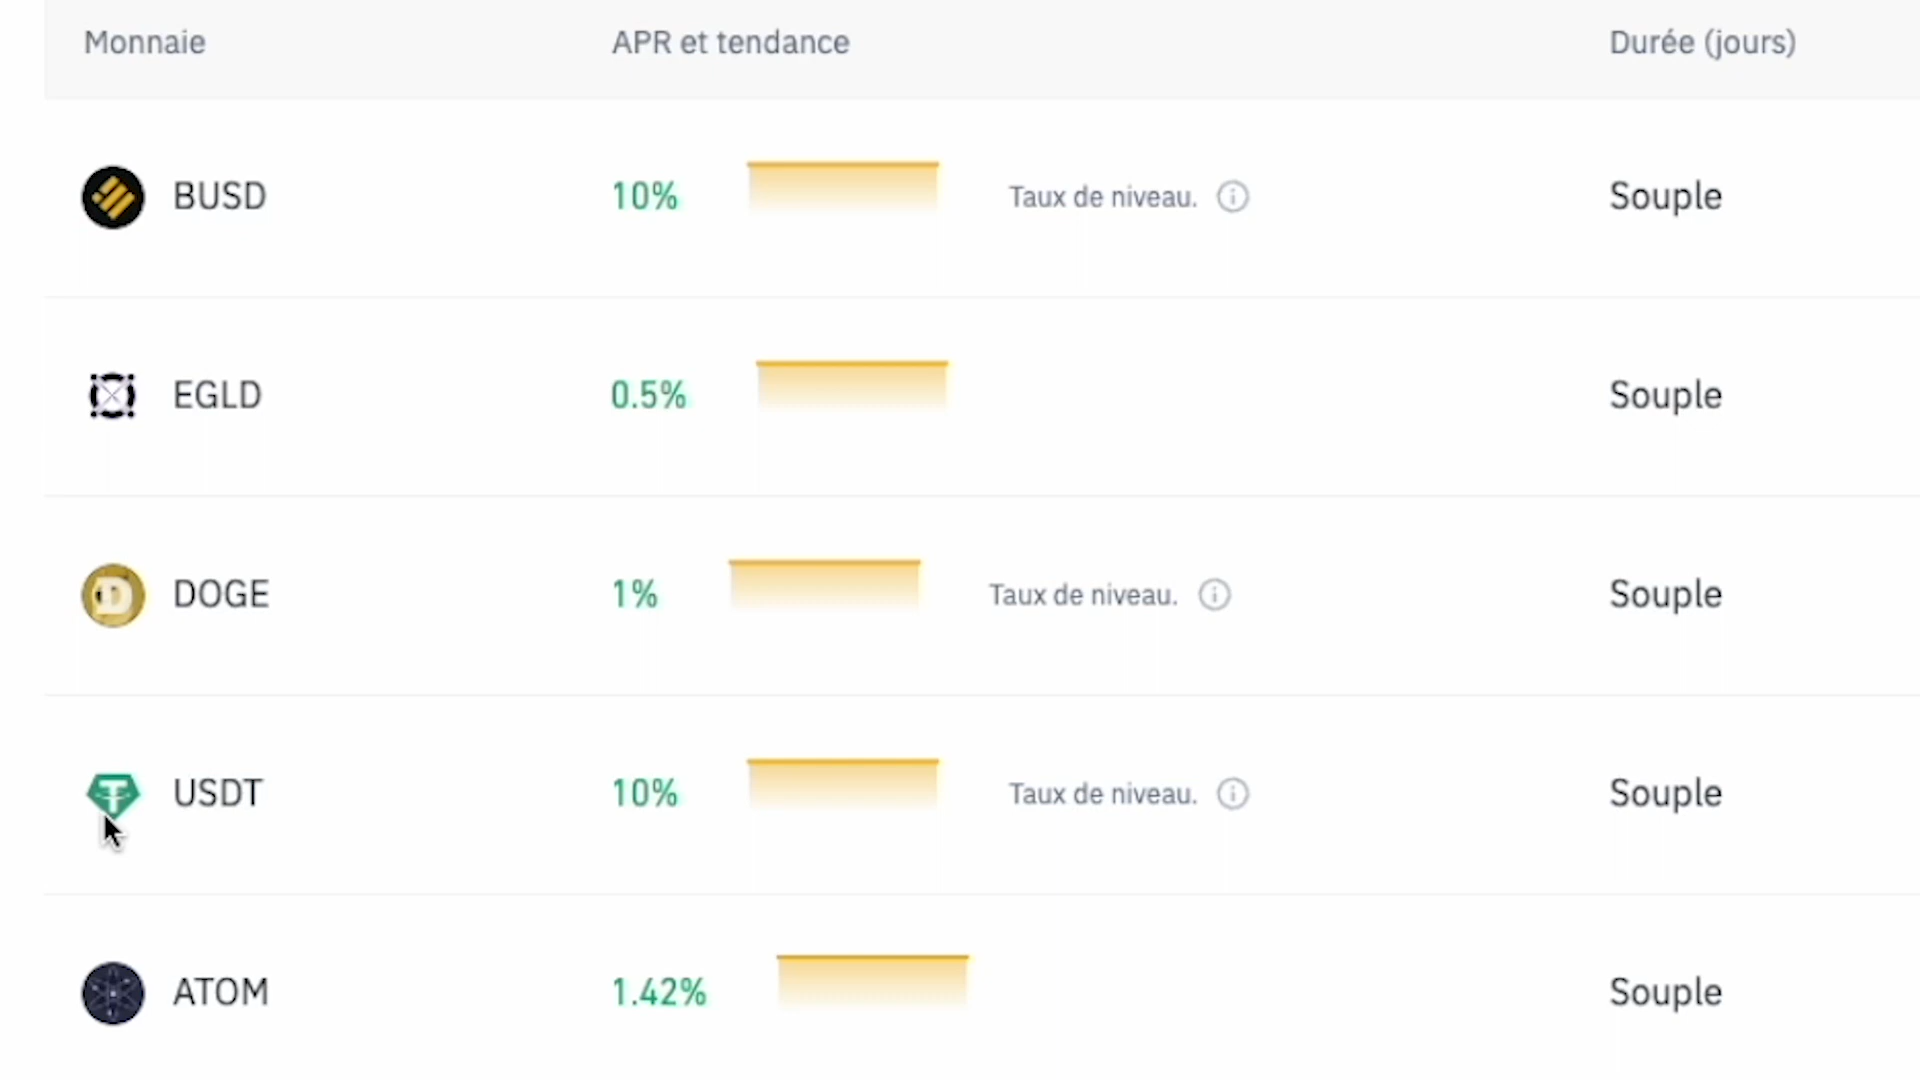 Monnaie APR et tendance Durée (jours)
BUSD 10% Taux de niveau. Souple
EGLD 0.5% Souple
DOGE 1% Taux de niveau. Souple
USDT 10% Taux de niveau. Souple
ATOM 1.42% Souple